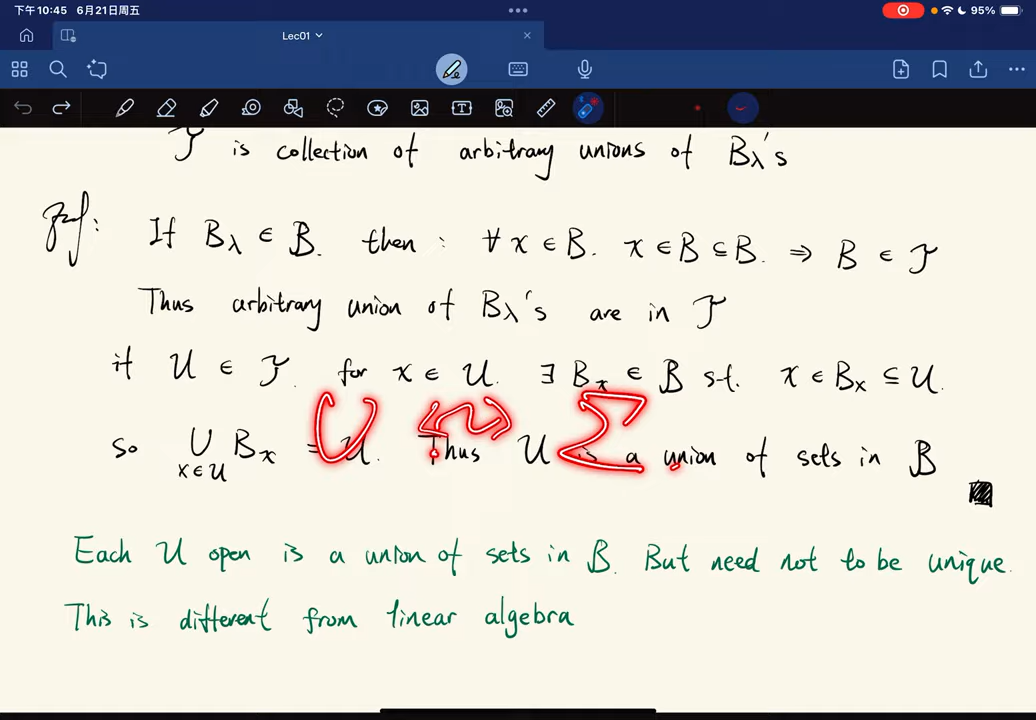 下午10:45 6月21日周五
95%
Lec01
𝒯 is collection of arbitrary unions of Bλ's
Prf: If Bλ ∈ ℬ. then : ∀ x ∈ B. x ∈ B ⊆ B. ⇒ B ∈ 𝒯
Thus arbitrary union of Bλ's are in 𝒯
if U ∈ 𝒯. for x ∈ U. ∃ Bₓ ∈ ℬ s.t. x ∈ Bₓ ⊆ U.
U ↔ Σ
so ∪ Bₓ = U. Thus U is a union of sets in ℬ
x∈U
Each U open is a union of sets in ℬ. But need not to be unique.
This is different from linear algebra